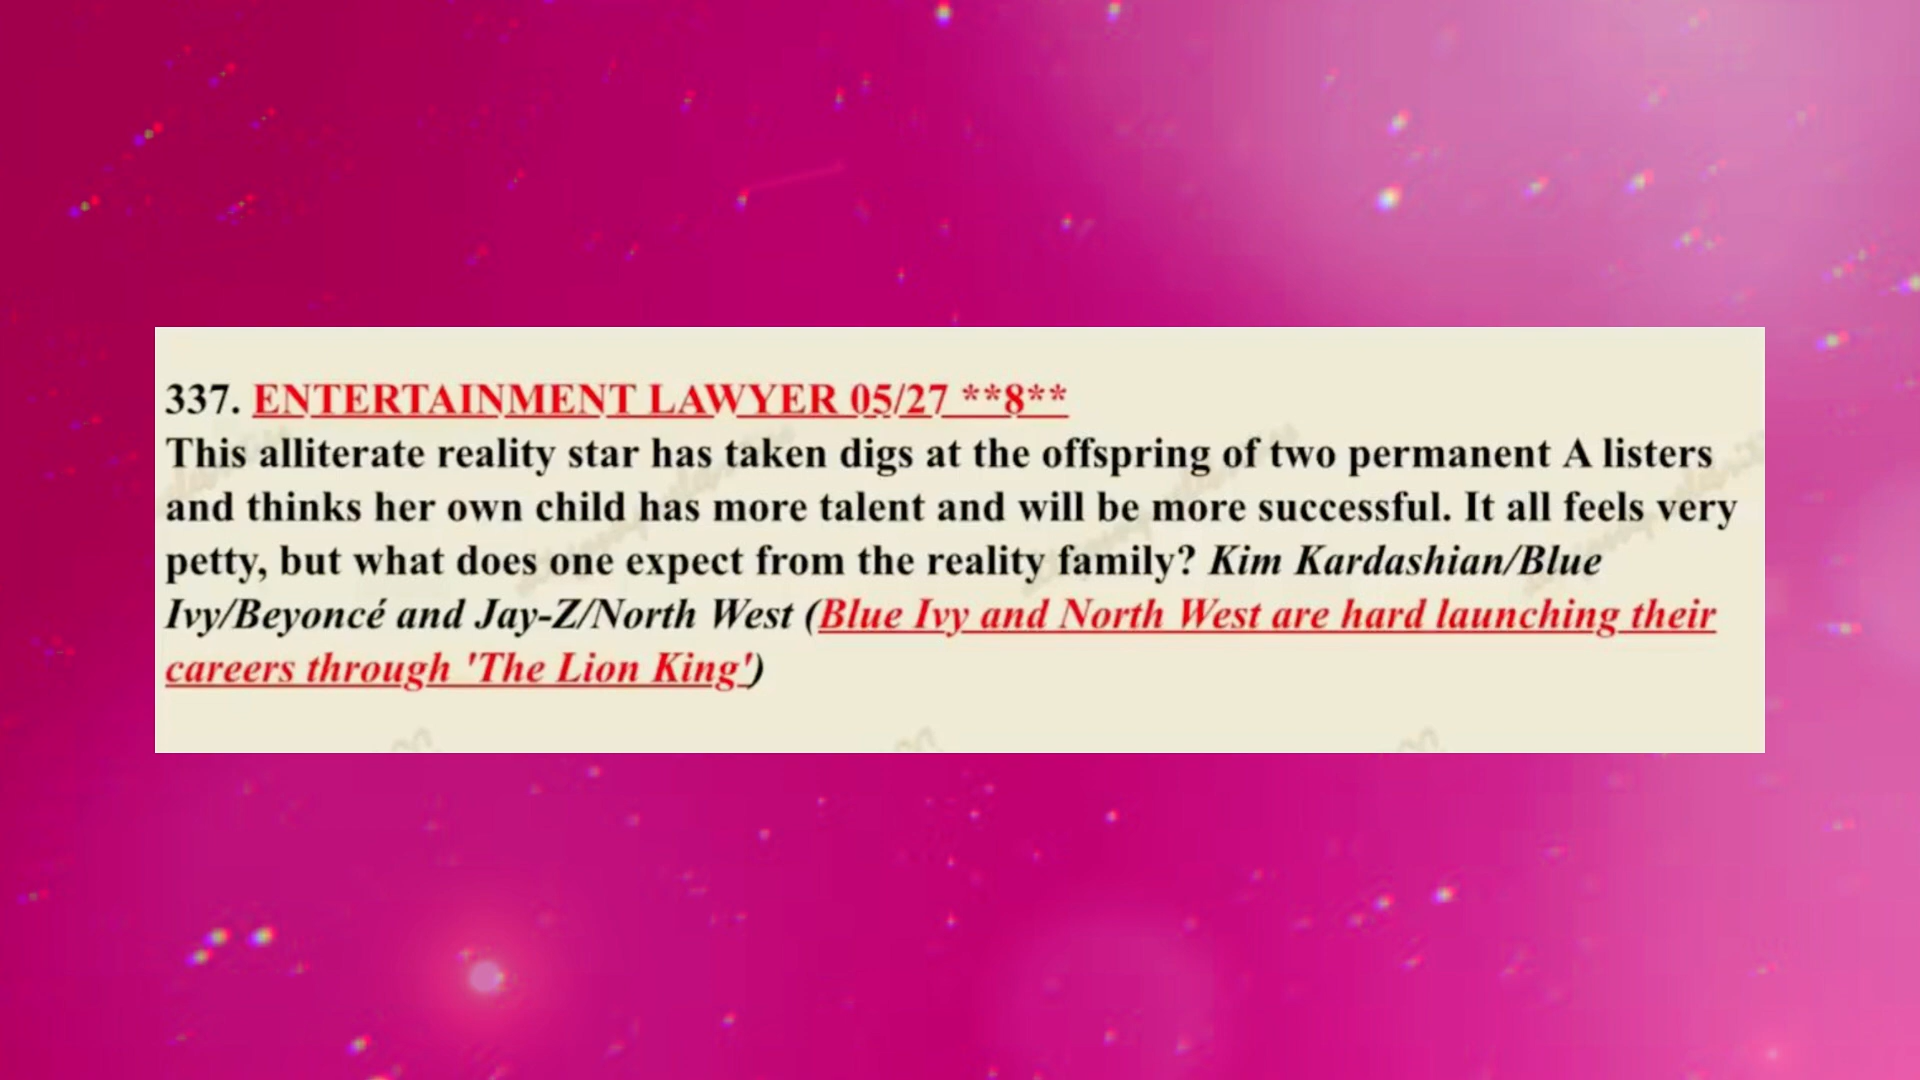 337. ENTERTAINMENT LAWYER 05/27 **8**
This alliterate reality star has taken digs at the offspring of two permanent A listers
and thinks her own child has more talent and will be more successful. It all feels very
petty, but what does one expect from the reality family? Kim Kardashian/Blue
Ivy/Beyoncé and Jay-Z/North West (Blue Ivy and North West are hard launching their
careers through 'The Lion King')